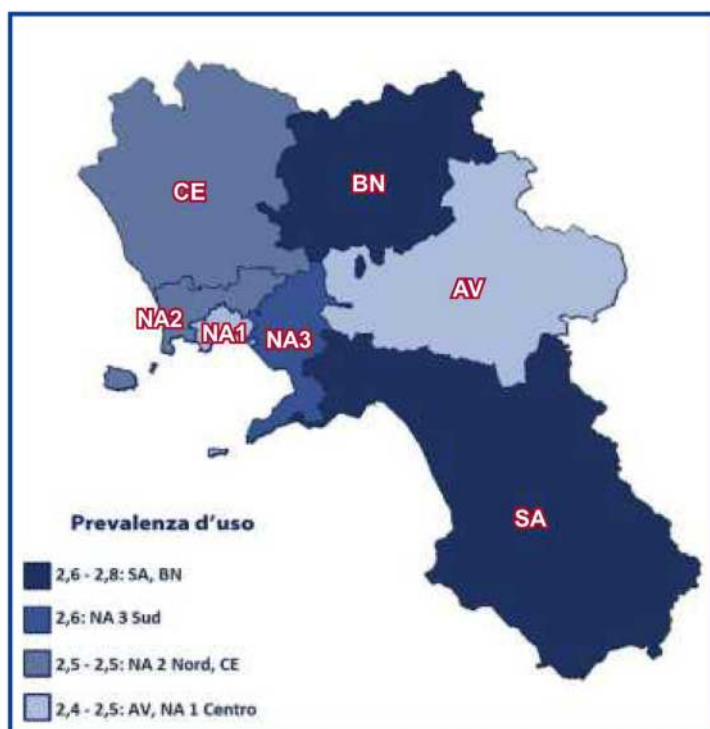 CE
BN
AV
NA2
NA1
NA3
SA
Prevalenza d'uso
2,6 - 2,8: SA, BN
2,6: NA 3 Sud
2,5 - 2,5: NA 2 Nord, CE
2,4 - 2,5: AV, NA 1 Centro